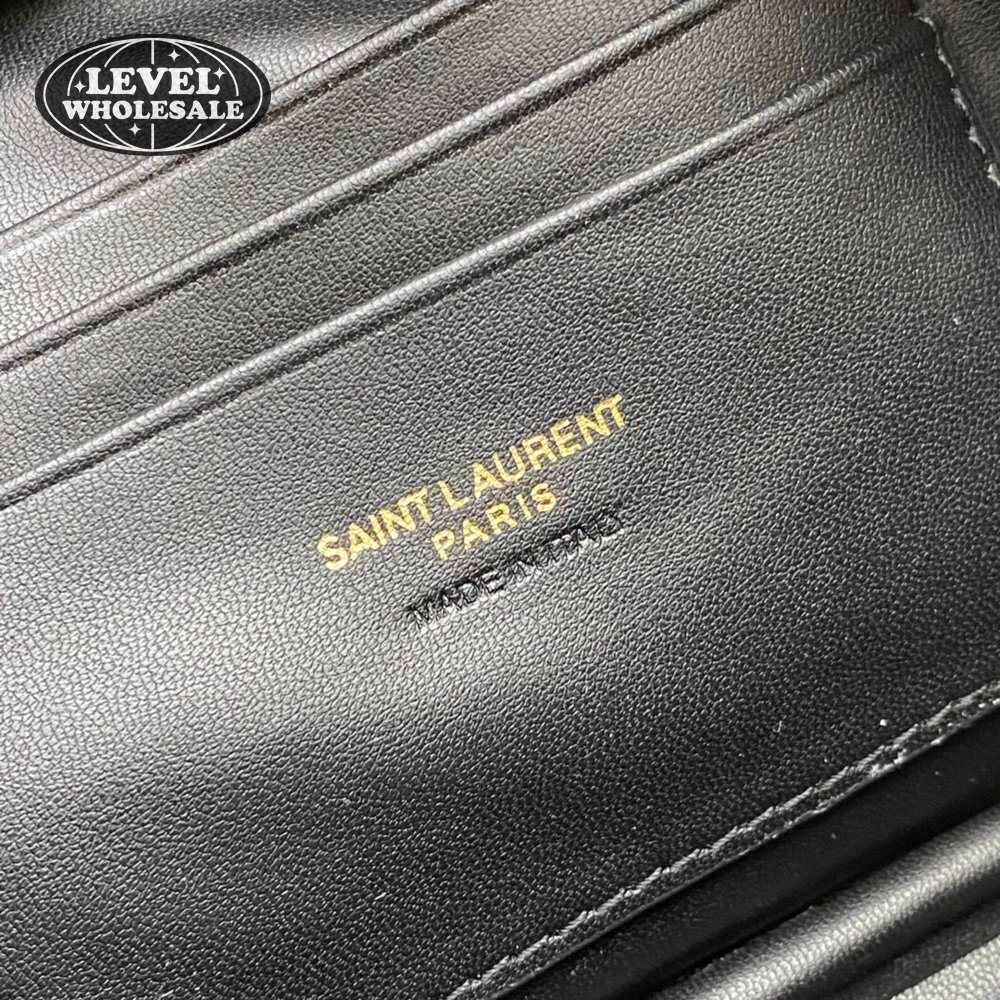 LEVEL
WHOLESALE
SAINT LAURENT
PARIS
MADE IN ITALY